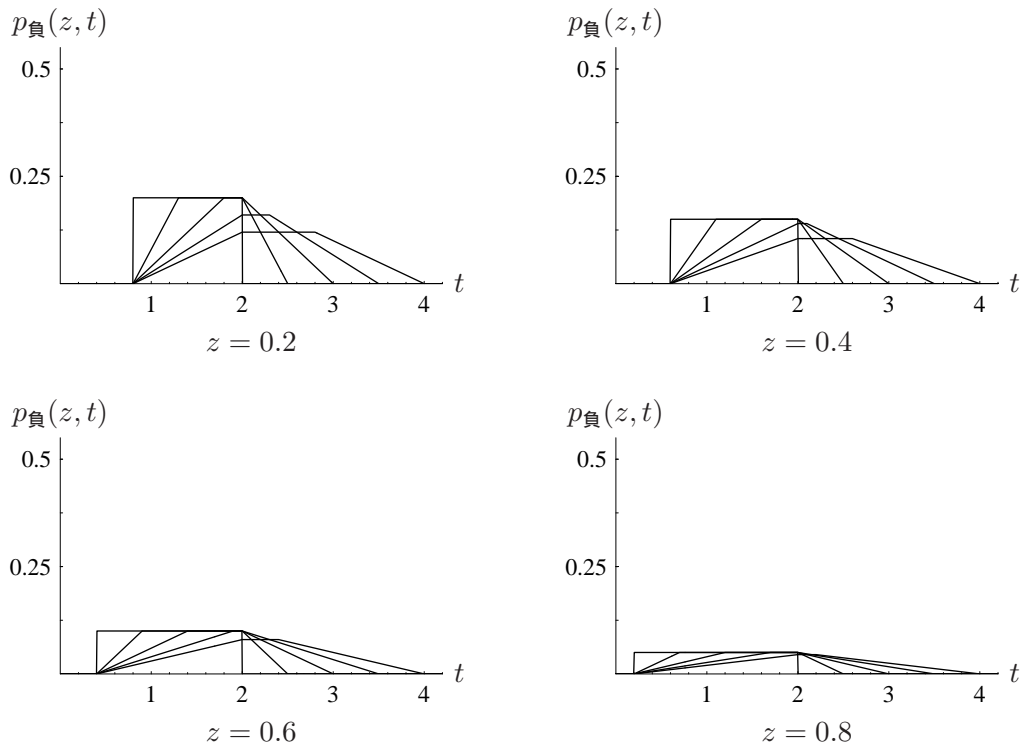 p負(z, t)
0.5
0.25
1 2 3 4 t
z = 0.2
p負(z, t)
0.5
0.25
1 2 3 4 t
z = 0.4
p負(z, t)
0.5
0.25
1 2 3 4 t
z = 0.6
p負(z, t)
0.5
0.25
1 2 3 4 t
z = 0.8